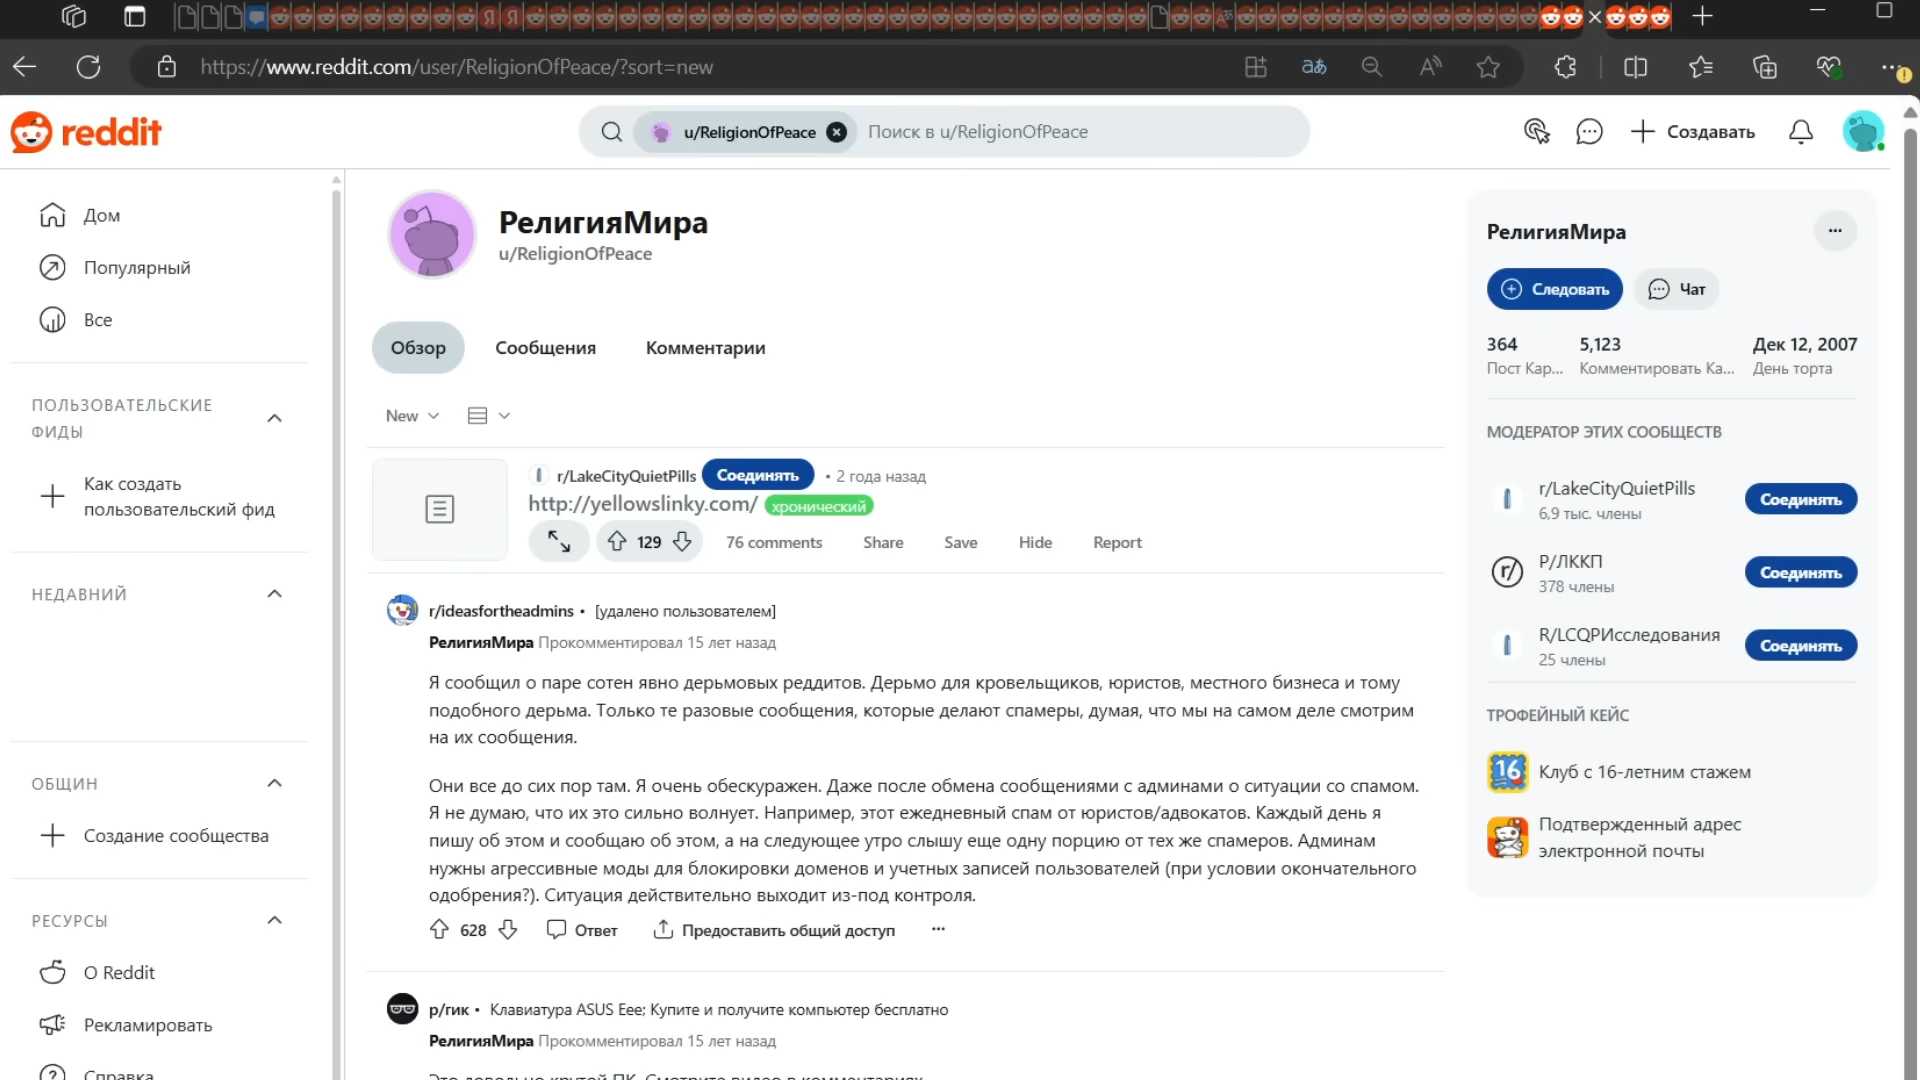 https://www.reddit.com/user/ReligionOfPeace/?sort=new
reddit
u/ReligionOfPeace
Поиск в u/ReligionOfPeace
Создавать
Дом
Популярный
Все
ПОЛЬЗОВАТЕЛЬСКИЕ
ФИДЫ
Как создать
пользовательский фид
НЕДАВНИЙ
ОБЩИН
Создание сообщества
РЕСУРСЫ
О Reddit
Рекламировать
Справка
РелигияМира
u/ReligionOfPeace
Обзор
Сообщения
Комментарии
New
r/LakeCityQuietPills Соединять • 2 года назад
http://yellowslinky.com/ хронический
129 76 comments Share Save Hide Report
r/ideasfortheadmins • [удалено пользователем]
РелигияМира Прокомментировал 15 лет назад
Я сообщил о паре сотен явно дерьмовых реддитов. Дерьмо для кровельщиков, юристов, местного бизнеса и тому
подобного дерьма. Только те разовые сообщения, которые делают спамеры, думая, что мы на самом деле смотрим
на их сообщения.
Они все до сих пор там. Я очень обескуражен. Даже после обмена сообщениями с админами о ситуации со спамом.
Я не думаю, что их это сильно волнует. Например, этот ежедневный спам от юристов/адвокатов. Каждый день я
пишу об этом и сообщаю об этом, а на следующее утро слышу еще одну порцию от тех же спамеров. Админам
нужны агрессивные моды для блокировки доменов и учетных записей пользователей (при условии окончательного
одобрения?). Ситуация действительно выходит из-под контроля.
628 Ответ Предоставить общий доступ ...
р/гик • Клавиатура ASUS Eee; Купите и получите компьютер бесплатно
РелигияМира Прокомментировал 15 лет назад
Это довольно крутой ПК. Смотрите видео в комментариях.
РелигияМира
Следовать
Чат
364 5,123 Дек 12, 2007
Пост Кар... Комментировать Ка... День торта
МОДЕРАТОР ЭТИХ СООБЩЕСТВ
r/LakeCityQuietPills
6,9 тыс. члены
Соединять
r/
Р/ЛККП
378 члены
Соединять
R/LCQPИсследования
25 члены
Соединять
ТРОФЕЙНЫЙ КЕЙС
16
Клуб с 16-летним стажем
Подтвержденный адрес
электронной почты